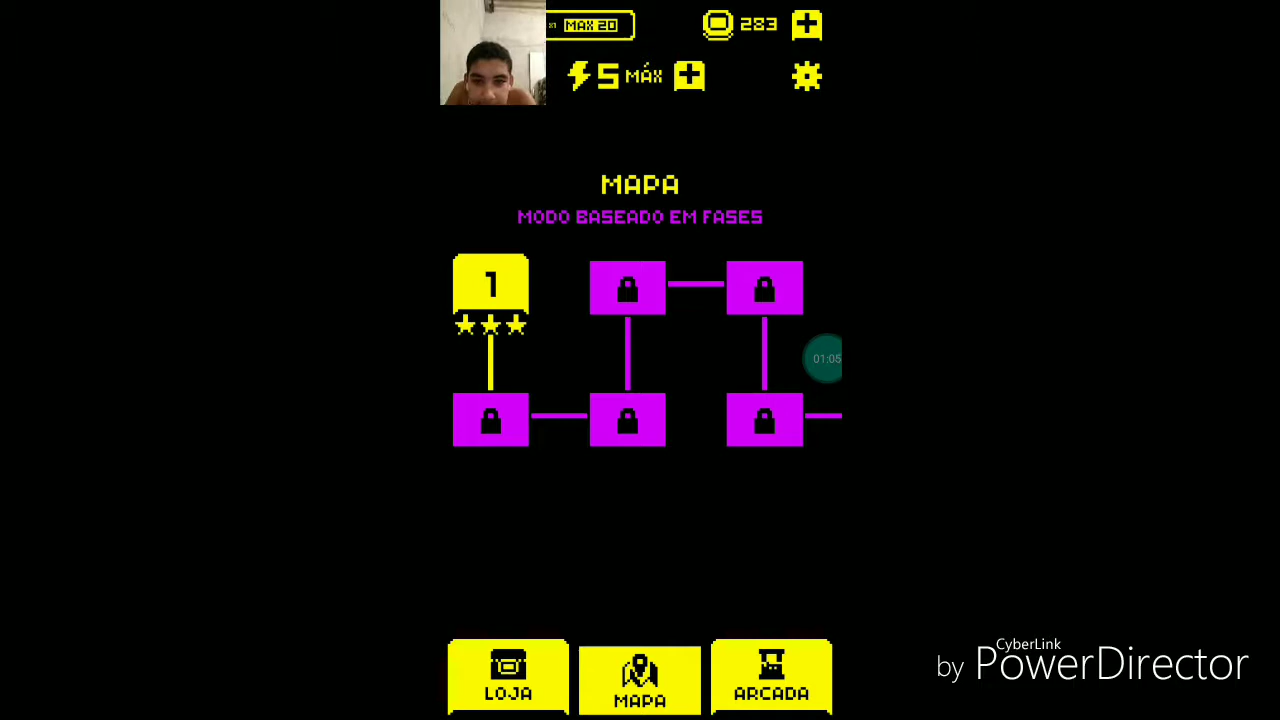 X1 MAX 20
283
5 MÁX
MAPA
MODO BASEADO EM FASES
1
01:05
LOJA
MAPA
ARCADA
CyberLink
by PowerDirector